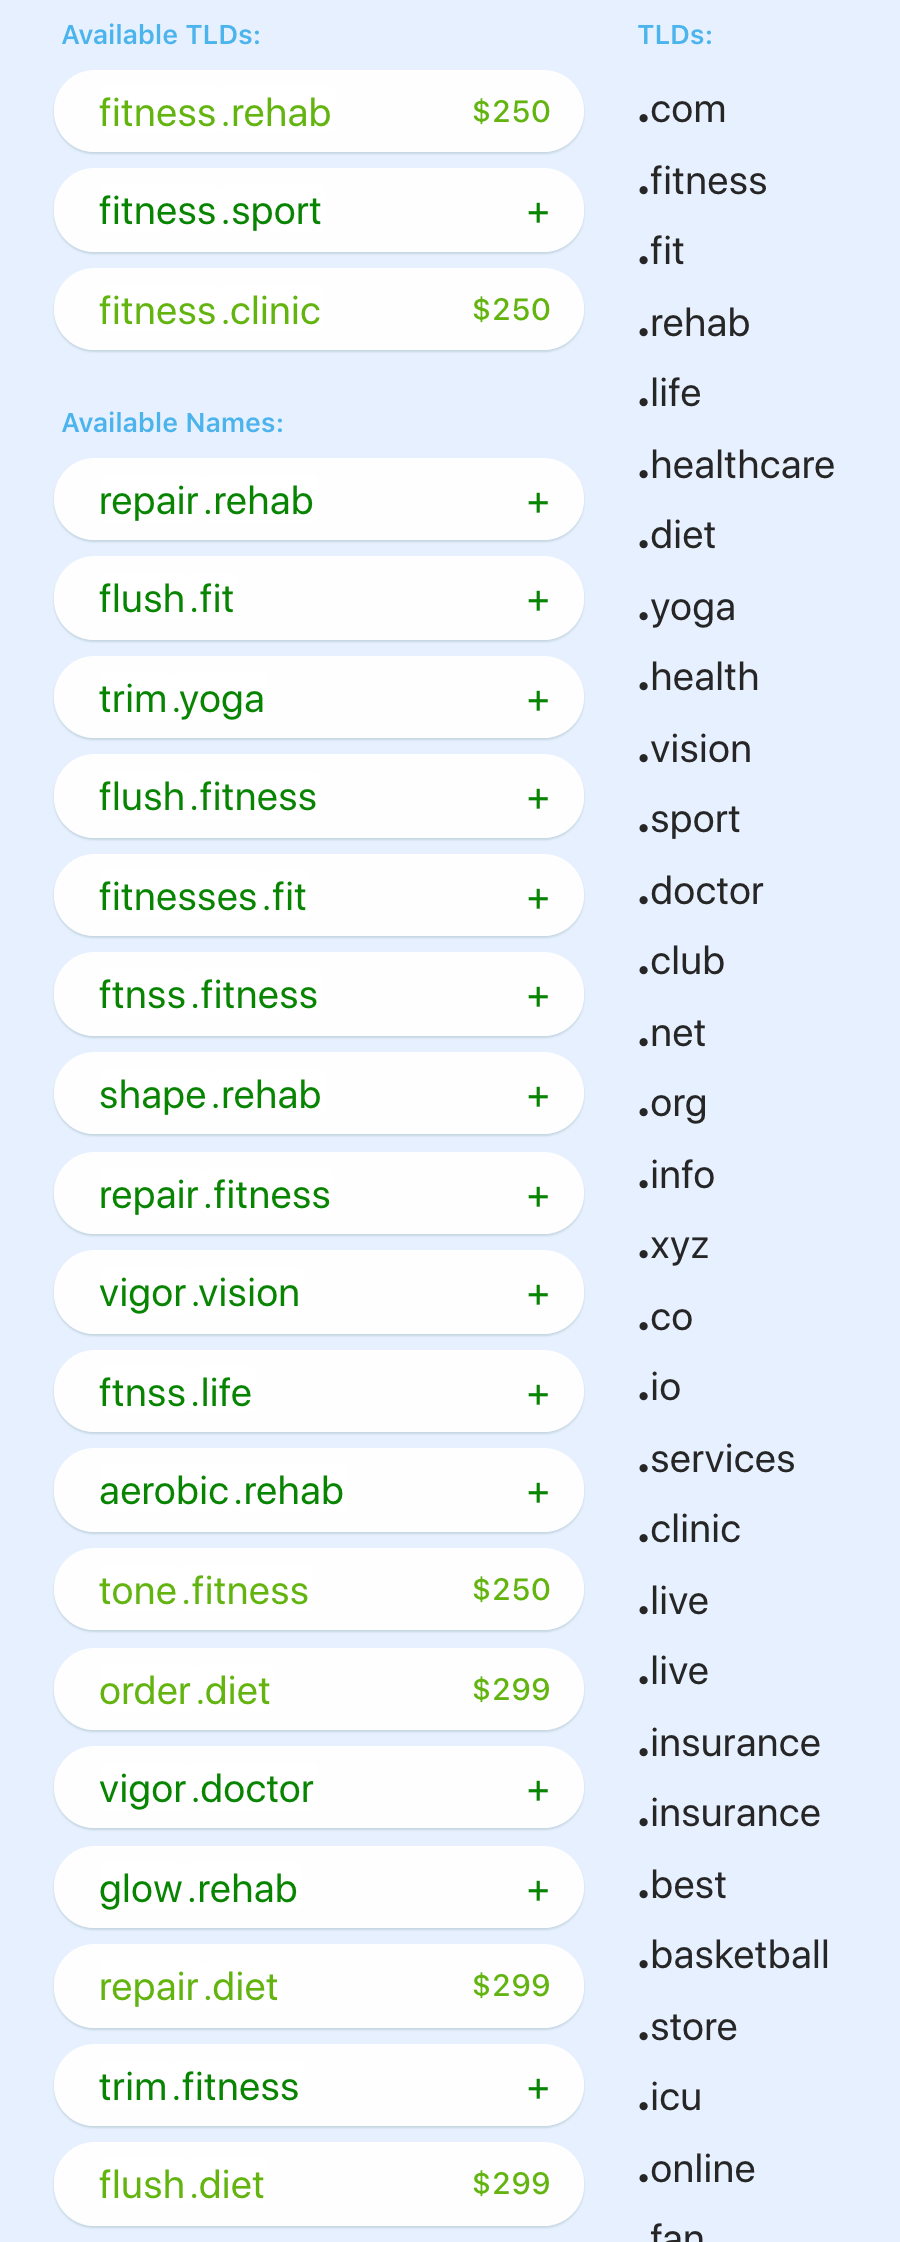 Available TLDs:
fitness.rehab $250
fitness.sport +
fitness.clinic $250
Available Names:
repair.rehab +
flush.fit +
trim.yoga +
flush.fitness +
fitnesses.fit +
ftnss.fitness +
shape.rehab +
repair.fitness +
vigor.vision +
ftnss.life +
aerobic.rehab +
tone.fitness $250
order.diet $299
vigor.doctor +
glow.rehab +
repair.diet $299
trim.fitness +
flush.diet $299
TLDs:
.com
.fitness
.fit
.rehab
.life
.healthcare
.diet
.yoga
.health
.vision
.sport
.doctor
.club
.net
.org
.info
.xyz
.co
.io
.services
.clinic
.live
.live
.insurance
.insurance
.best
.basketball
.store
.icu
.online
.fan